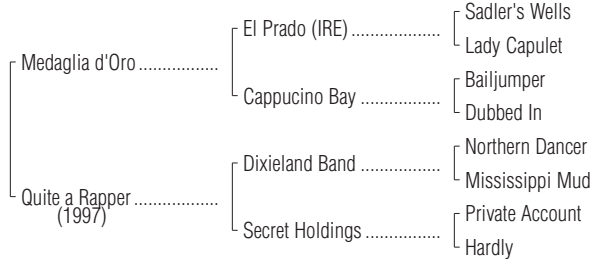 Sadler's Wells
El Prado (IRE) ...................
Lady Capulet
Medaglia d'Oro .................
Bailjumper
Cappucino Bay .................
Dubbed In
Northern Dancer
Dixieland Band .................
Mississippi Mud
Quite a Rapper ..................
(1997)
Private Account
Secret Holdings ................
Hardly